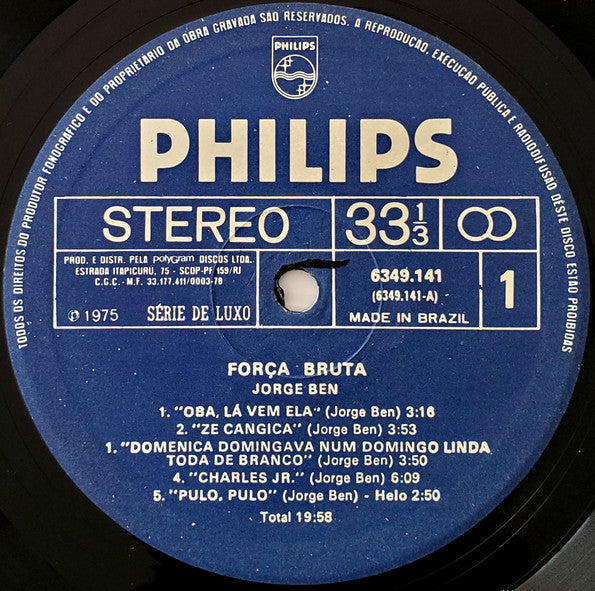 TODOS OS DIREITOS DO PRODUTOR FONOGRÁFICO E DO PROPRIETÁRIO DA OBRA GRAVADA SÃO RESERVADOS. A REPRODUÇÃO, EXECUÇÃO PÚBLICA E RADIODIFUSÃO DESTE DISCO ESTÃO PROIBIDAS
PHILIPS
PHILIPS
STEREO 33 1/3
PROD. E DISTR. PELA PolyGram DISCOS LTDA.
ESTRADA ITAPICURÚ, 75 - SCDP-PF 159/RJ
C.G.C.- M.F. 33.177.411/0003-78
℗ 1975 SÉRIE DE LUXO
6349.141
(6349.141-A)
MADE IN BRAZIL
1
FORÇA BRUTA
JORGE BEN
1. "OBA, LÁ VEM ELA" (Jorge Ben) 3:16
2. "ZE CANGICA" (Jorge Ben) 3:53
1. "DOMENICA DOMINGAVA NUM DOMINGO LINDA
TODA DE BRANCO" (Jorge Ben) 3:50
4. "CHARLES JR." (Jorge Ben) 6:09
5. "PULO, PULO" (Jorge Ben) - Helo 2:50
Total 19:58